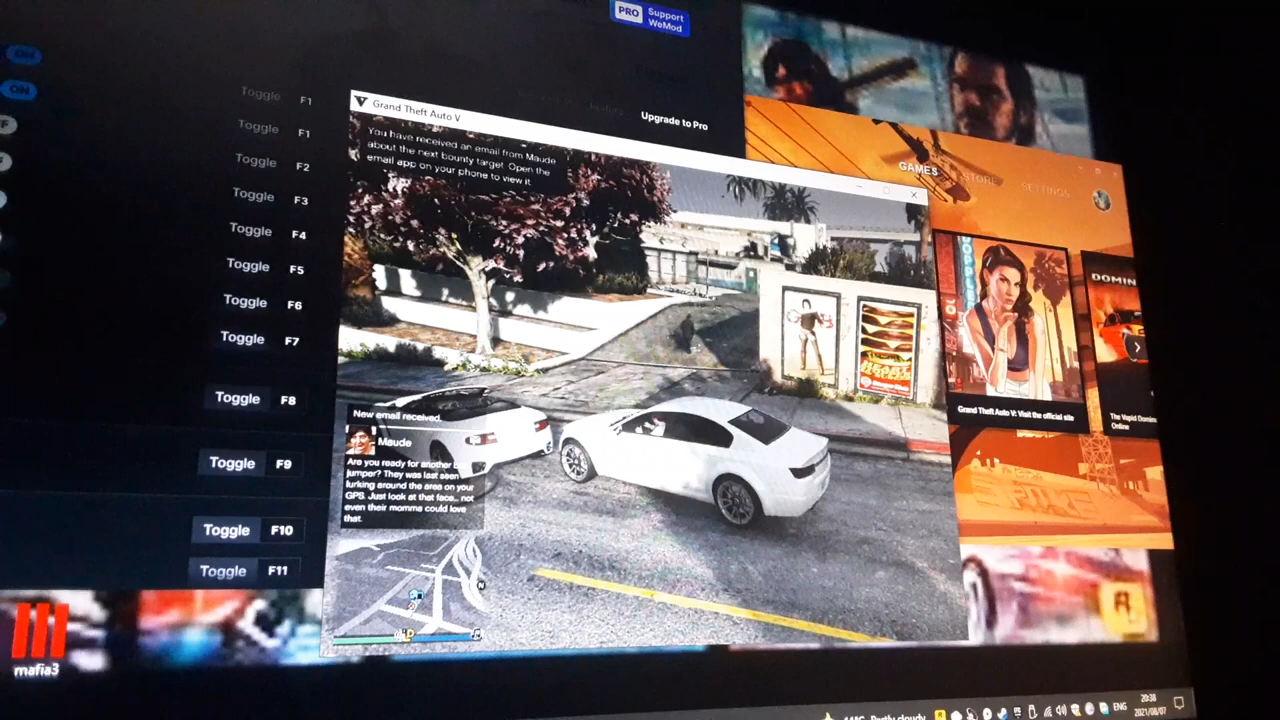 PRO Support
WeMod
ON
ON
Toggle F1
Toggle F1
Toggle F2
Toggle F3
Toggle F4
Toggle F5
Toggle F6
Toggle F7
Toggle F8
Toggle F9
Toggle F10
Toggle F11
Upgrade to Pro
Grand Theft Auto V
You have received an email from Maude
about the next bounty target. Open the
email app on your phone to view it.
New email received.
Maude
Are you ready for another
jumper? They was last seen
lurking around the area on your
GPS. Just look at that face... not
even their momma could love
that.
N
GAMES STORE SETTINGS
Grand Theft Auto V: Visit the official site
DOMIN
The Vapid Domin
Online
R
mafia3
Partly cloudy
ENG
20:38
2021/08/07